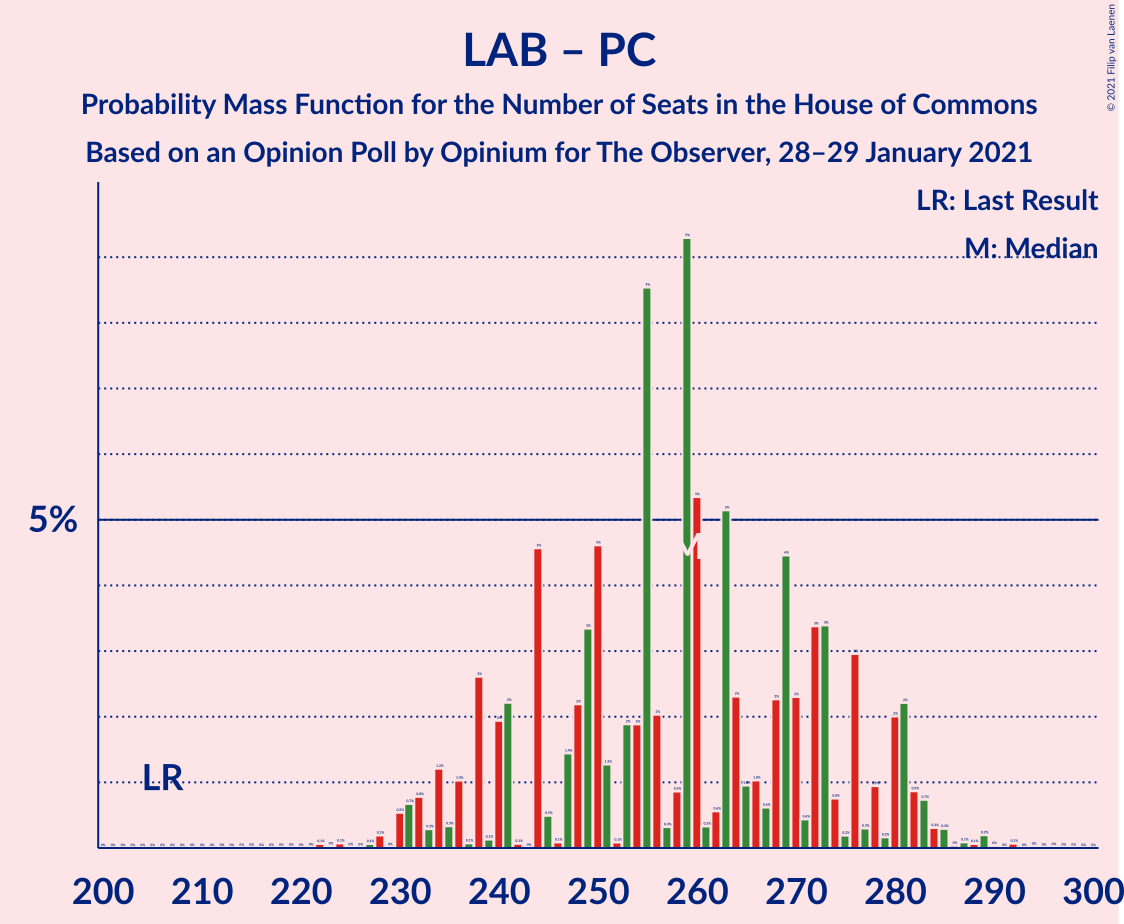 LAB – PC
Probability Mass Function for the Number of Seats in the House of Commons
Based on an Opinion Poll by Opinium for The Observer, 28–29 January 2021
© 2021 Filip van Laenen
LR: Last Result
M: Median
5%
M
LR
200 210 220 230 240 250 260 270 280 290 300